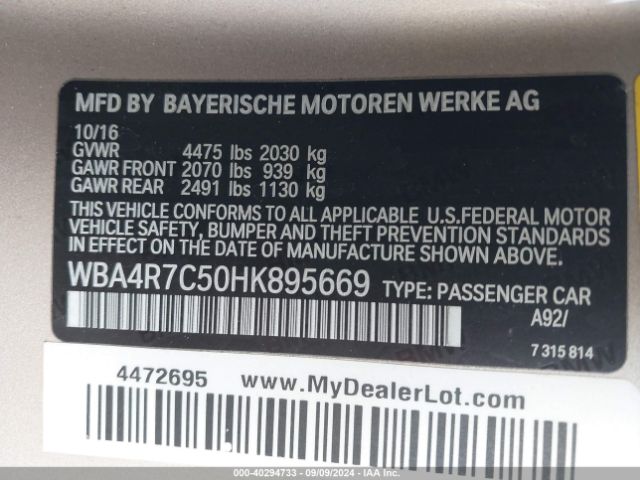 MFD BY BAYERISCHE MOTOREN WERKE AG
10/16
GVWR 4475 lbs 2030 kg
GAWR FRONT 2070 lbs 939 kg
GAWR REAR 2491 lbs 1130 kg
THIS VEHICLE CONFORMS TO ALL APPLICABLE U.S.FEDERAL MOTOR
VEHICLE SAFETY, BUMPER AND THEFT PREVENTION STANDARDS
IN EFFECT ON THE DATE OF MANUFACTURE SHOWN ABOVE.
WBA4R7C50HK895669 TYPE: PASSENGER CAR
A92/
7 315 814
4472695 www.MyDealerLot.com
000-40294733 - 09/09/2024 - IAAI.COM